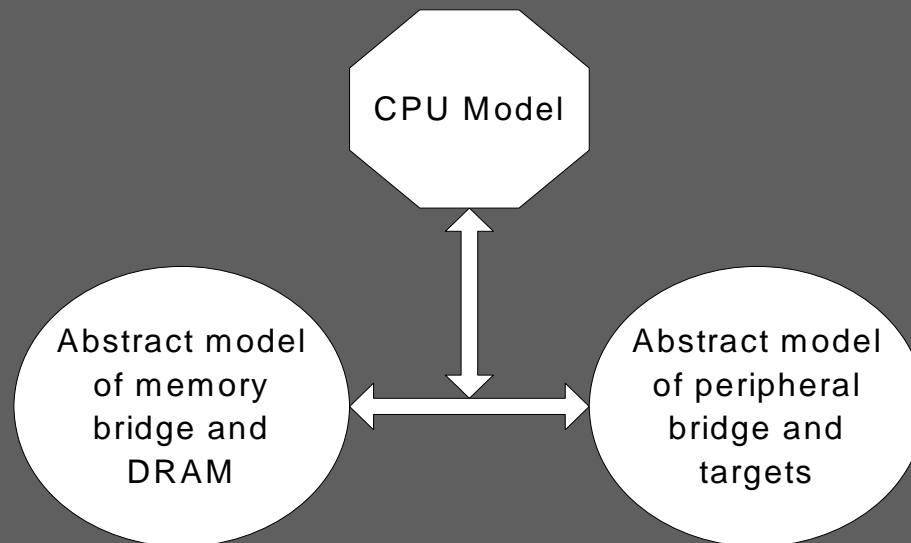 CPU Model
Abstract model
of memory
bridge and
DRAM
Abstract model
of peripheral
bridge and
targets